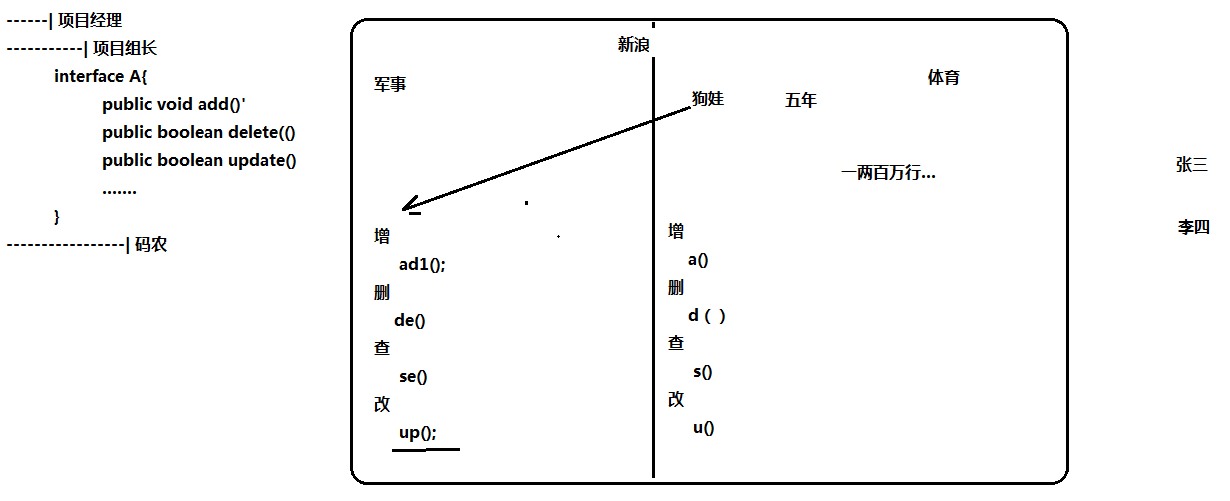 ------| 项目经理
-----------| 项目组长
interface A{
public void add()'
public boolean delete(()
public boolean update()
.......
}
-----------------| 码农
新浪
军事
体育
狗娃
五年
一两百万行...
增
ad1();
删
de()
查
se()
改
up();
增
a()
删
d ( )
查
s()
改
u()
张三
李四